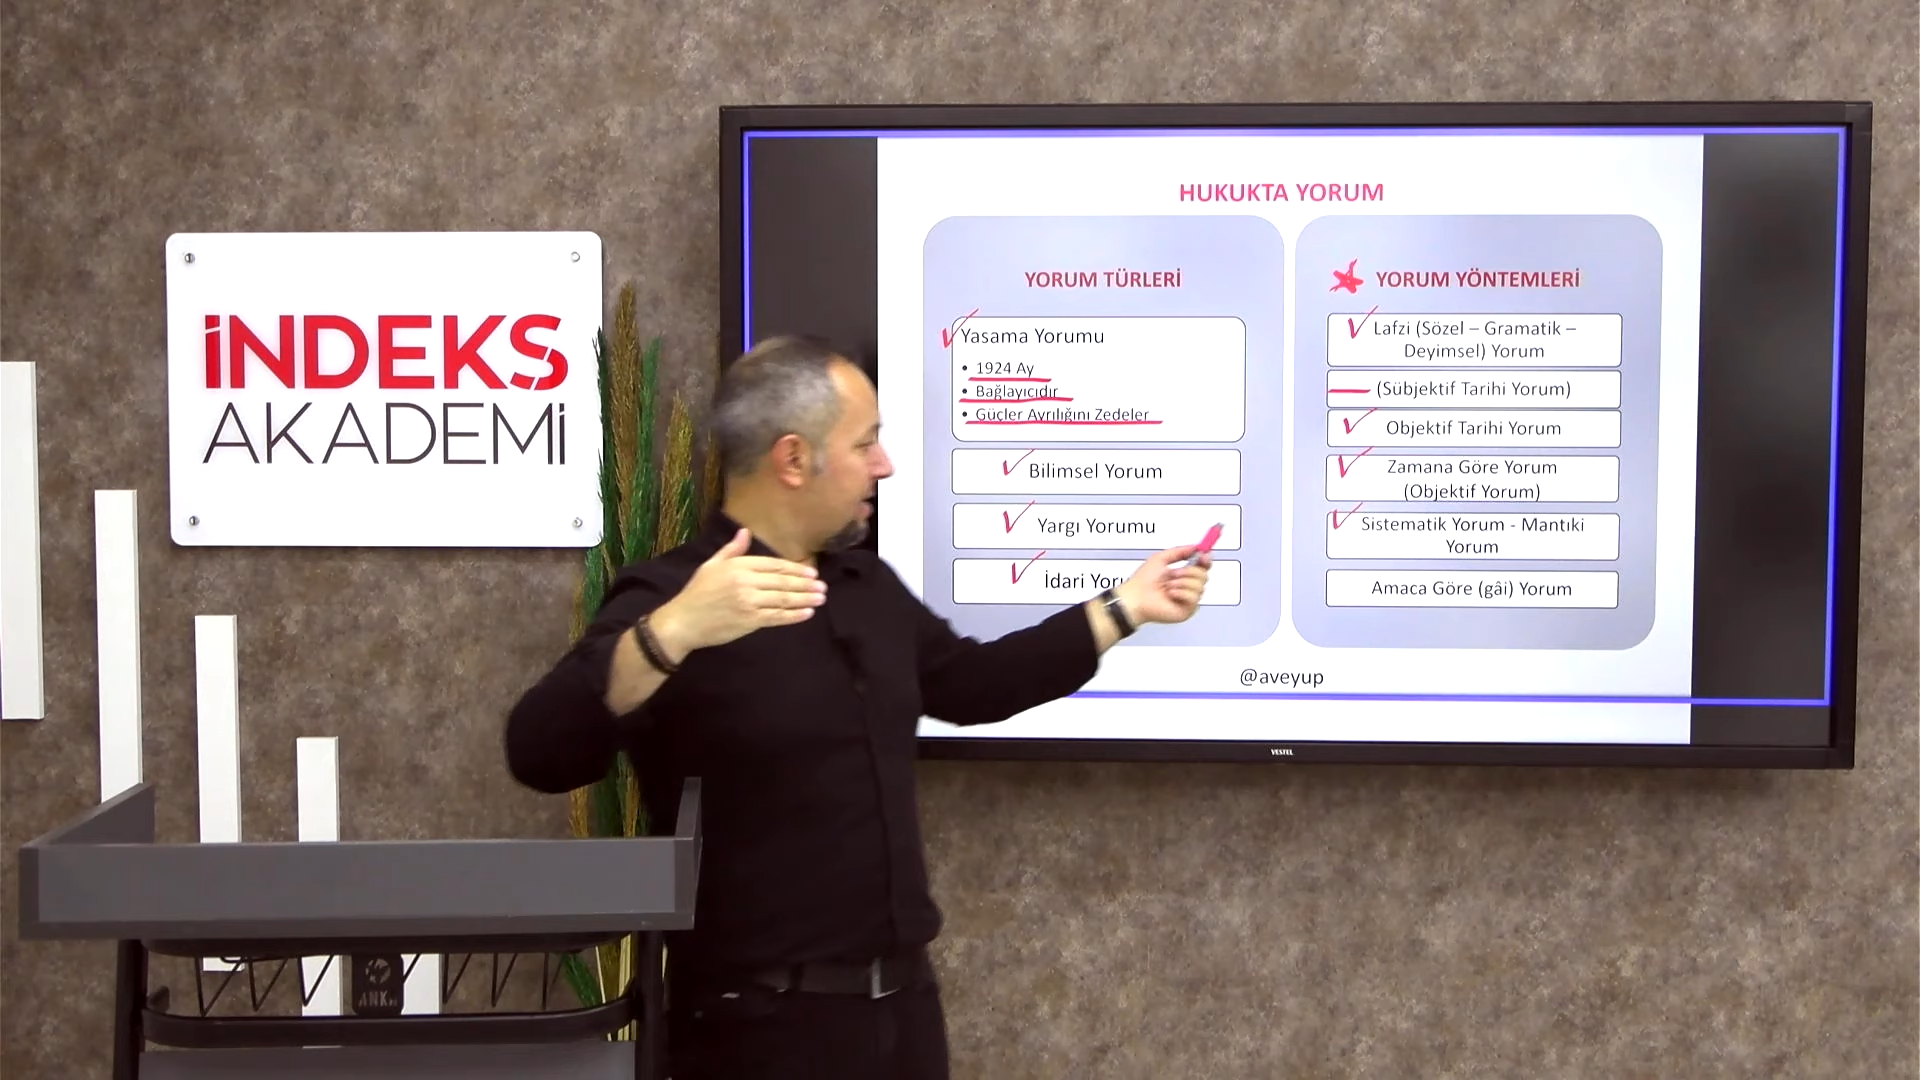 İNDEKS
AKADEMİ
HUKUKTA YORUM
YORUM TÜRLERİ
Yasama Yorumu
• 1924 Ay
• Bağlayıcıdır
• Güçler Ayrılığını Zedeler
Bilimsel Yorum
Yargı Yorumu
İdari
YORUM YÖNTEMLERİ
Lafzi (Sözel – Gramatik –
Deyimsel) Yorum
(Sübjektif Tarihi Yorum)
Objektif Tarihi Yorum
Zamana Göre Yorum
(Objektif Yorum)
Sistematik Yorum - Mantıki
Yorum
Amaca Göre (gâi) Yorum
@aveyup
VESTEL